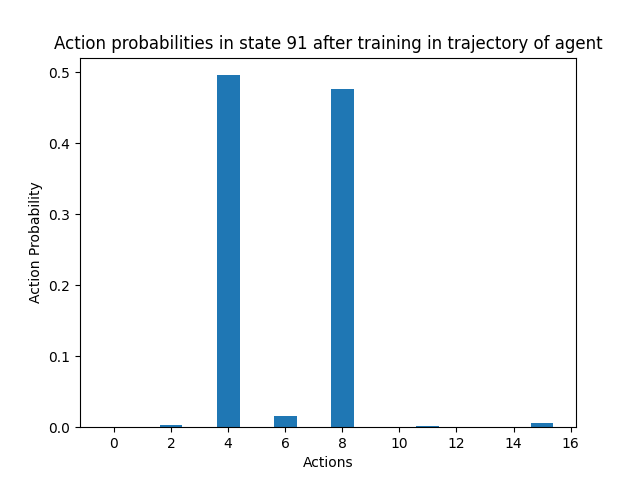 Action probabilities in state 91 after training in trajectory of agent
0.5
0.4
0.3
0.2
0.1
0.0
Action Probability
0 2 4 6 8 10 12 14 16
Actions